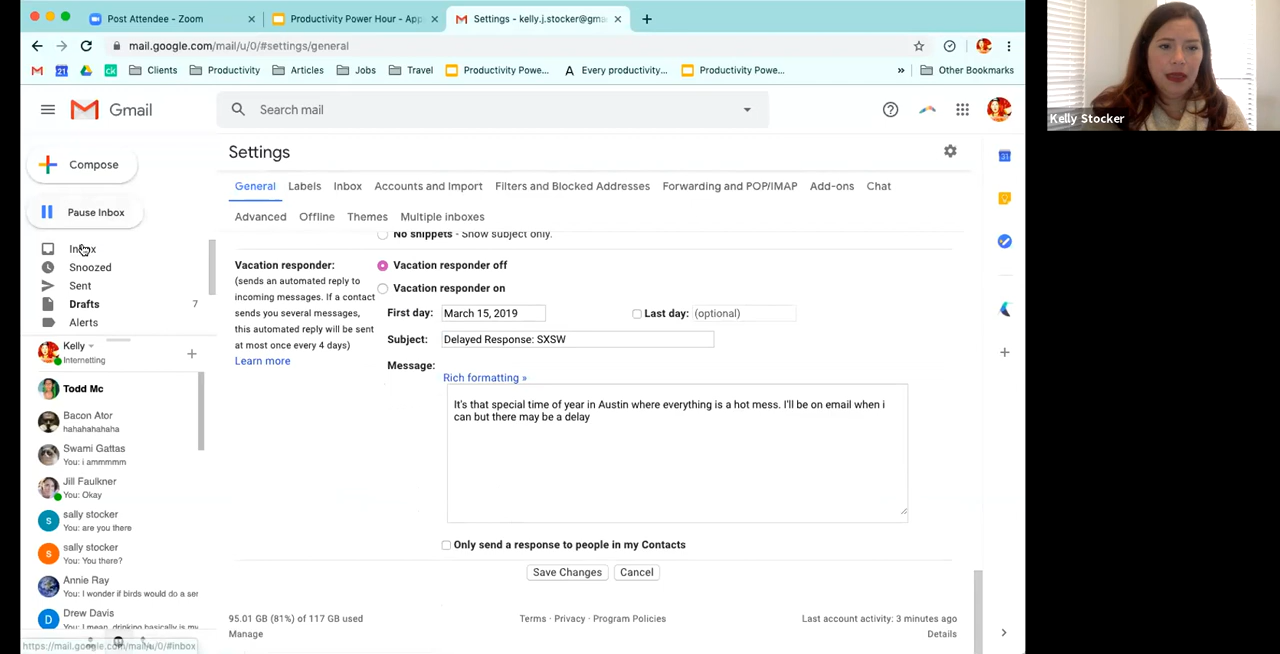 Post Attendee - Zoom
Productivity Power Hour - App
Settings - kelly.j.stocker@gma
mail.google.com/mail/u/0/#settings/general
Clients
Productivity
Articles
Jobs
Travel
Productivity Powe...
Every productivity...
Productivity Powe...
»
Other Bookmarks
Kelly Stocker
Gmail
Search mail
Settings
Compose
General
Labels
Inbox
Accounts and Import
Filters and Blocked Addresses
Forwarding and POP/IMAP
Add-ons
Chat
Advanced
Offline
Themes
Multiple inboxes
Pause Inbox
Inbox
Snoozed
Sent
Drafts 7
Alerts
Kelly
Internetting
Todd Mc
Bacon Ator
hahahahahaha
Swami Gattas
You: i ammmmm
Jill Faulkner
You: Okay
sally stocker
You: are you there
sally stocker
You: You there?
Annie Ray
You: I wonder if birds would do a ser
Drew Davis
You: I mean, drinking basically is m
https://mail.google.com/mail/u/0/#inbox
No snippets - Show subject only.
Vacation responder:
(sends an automated reply to
incoming messages. If a contact
sends you several messages,
this automated reply will be sent
at most once every 4 days)
Learn more
Vacation responder off
Vacation responder on
First day: March 15, 2019 Last day: (optional)
Subject: Delayed Response: SXSW
Message:
Rich formatting »
It's that special time of year in Austin where everything is a hot mess. I'll be on email when i
can but there may be a delay
Only send a response to people in my Contacts
Save Changes
Cancel
95.01 GB (81%) of 117 GB used
Manage
Terms · Privacy · Program Policies
Last account activity: 3 minutes ago
Details